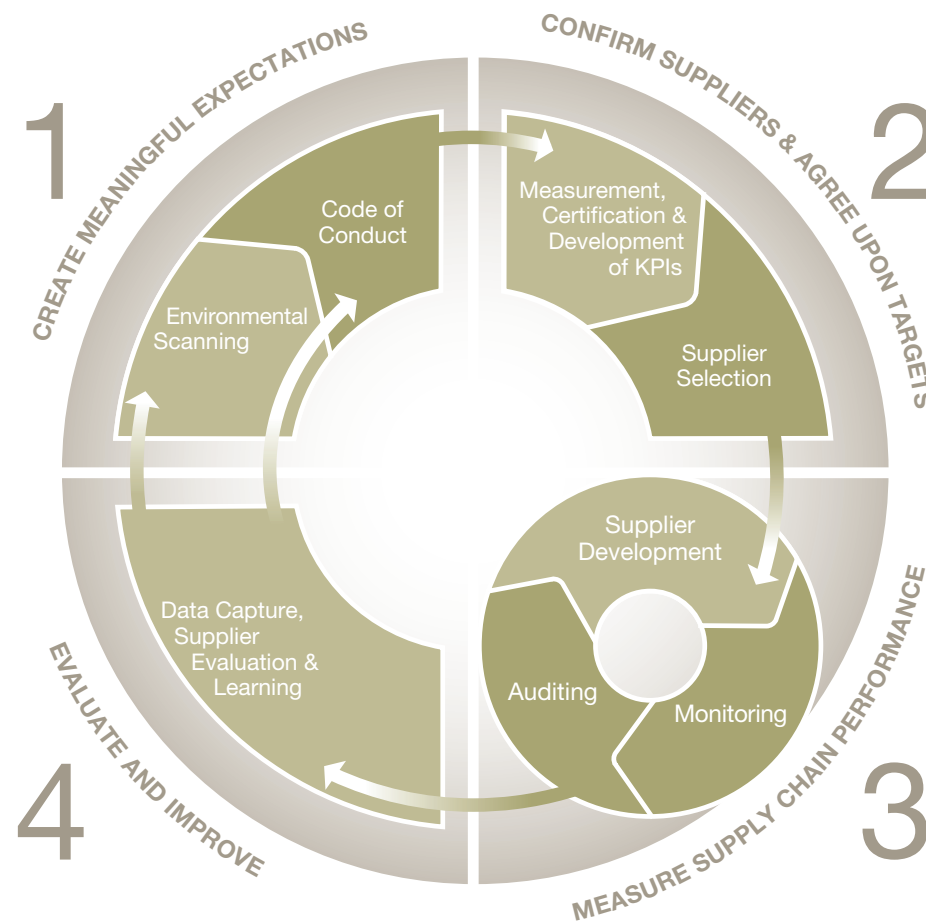 1
CREATE MEANINGFUL EXPECTATIONS
Code of
Conduct
Environmental
Scanning
2
CONFIRM SUPPLIERS & AGREE UPON TARGETS
Measurement,
Certification &
Development
of KPIs
Supplier
Selection
3
MEASURE SUPPLY CHAIN PERFORMANCE
Supplier
Development
Monitoring
Auditing
4
EVALUATE AND IMPROVE
Data Capture,
Supplier
Evaluation &
Learning